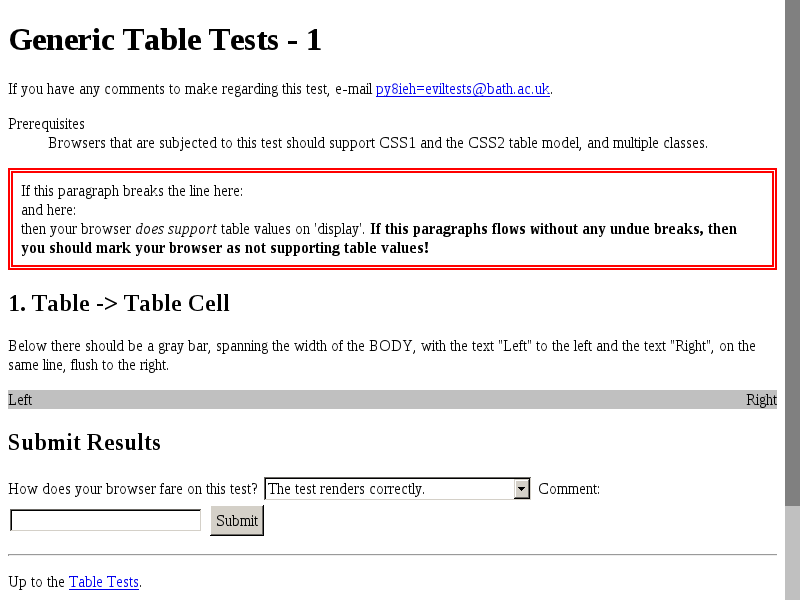 Generic Table Tests - 1
If you have any comments to make regarding this test, e-mail py8ieh=eviltests@bath.ac.uk.
Prerequisites
Browsers that are subjected to this test should support CSS1 and the CSS2 table model, and multiple classes.
If this paragraph breaks the line here:
and here:
then your browser does support table values on 'display'. If this paragraphs flows without any undue breaks, then
you should mark your browser as not supporting table values!
1. Table -> Table Cell
Below there should be a gray bar, spanning the width of the BODY, with the text "Left" to the left and the text "Right", on the
same line, flush to the right.
Left Right
Submit Results
How does your browser fare on this test? The test renders correctly. Comment:
Submit
Up to the Table Tests.